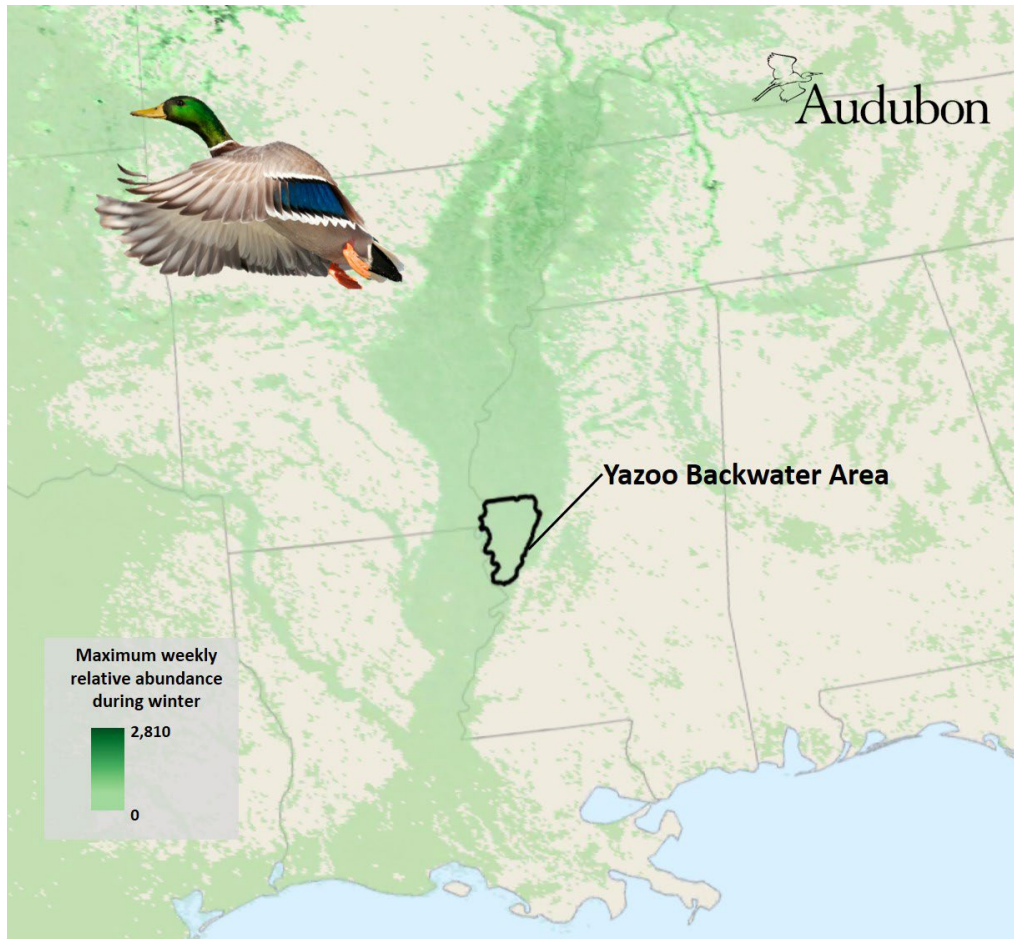 Audubon
Yazoo Backwater Area
Maximum weekly
relative abundance
during winter
2,810
0